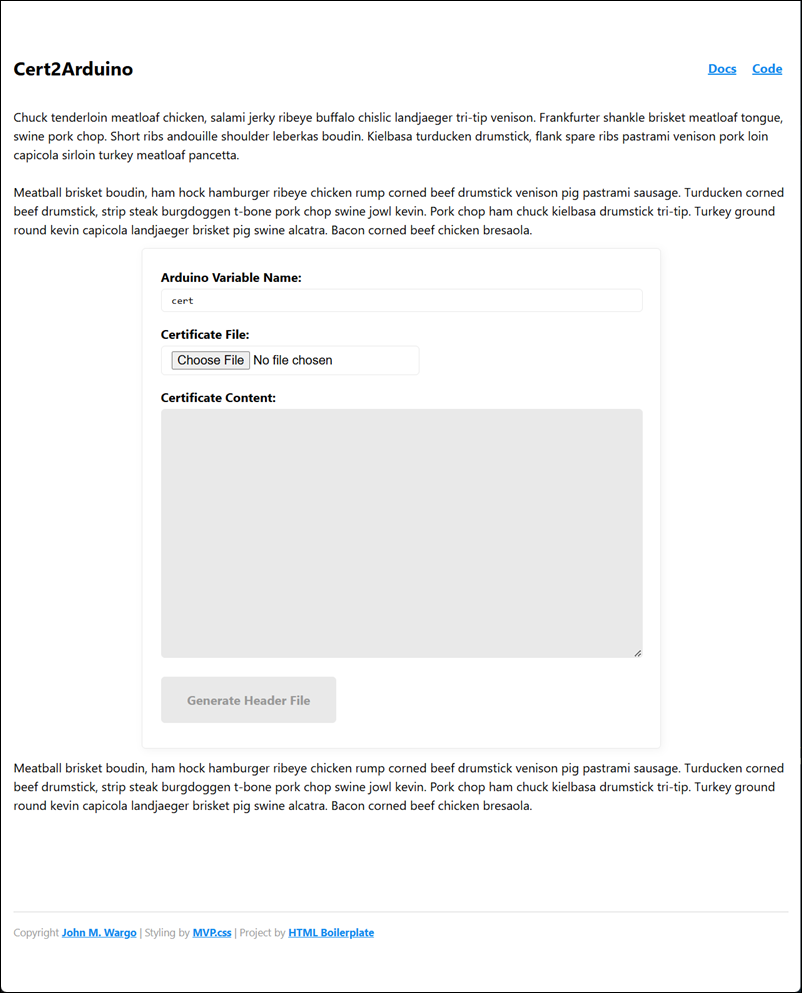 Cert2Arduino
Docs Code
Chuck tenderloin meatloaf chicken, salami jerky ribeye buffalo chislic landjaeger tri-tip venison. Frankfurter shankle brisket meatloaf tongue,
swine pork chop. Short ribs andouille shoulder leberkas boudin. Kielbasa turducken drumstick, flank spare ribs pastrami venison pork loin
capicola sirloin turkey meatloaf pancetta.
Meatball brisket boudin, ham hock hamburger ribeye chicken rump corned beef drumstick venison pig pastrami sausage. Turducken corned
beef drumstick, strip steak burgdoggen t-bone pork chop swine jowl kevin. Pork chop ham chuck kielbasa drumstick tri-tip. Turkey ground
round kevin capicola landjaeger brisket pig swine alcatra. Bacon corned beef chicken bresaola.
Arduino Variable Name:
cert
Certificate File:
Choose File No file chosen
Certificate Content:
Generate Header File
Meatball brisket boudin, ham hock hamburger ribeye chicken rump corned beef drumstick venison pig pastrami sausage. Turducken corned
beef drumstick, strip steak burgdoggen t-bone pork chop swine jowl kevin. Pork chop ham chuck kielbasa drumstick tri-tip. Turkey ground
round kevin capicola landjaeger brisket pig swine alcatra. Bacon corned beef chicken bresaola.
Copyright John M. Wargo | Styling by MVP.css | Project by HTML Boilerplate